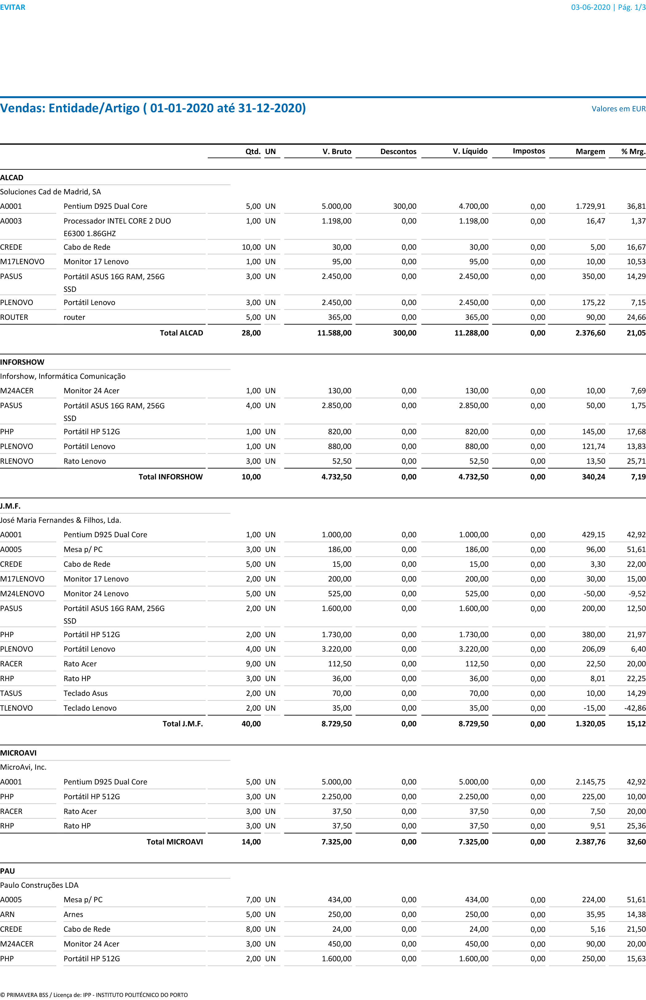 EVITAR 03-06-2020 | Pág. 1/3
Vendas: Entidade/Artigo ( 01-01-2020 até 31-12-2020) Valores em EUR
Qtd. UN V. Bruto Descontos V. Líquido Impostos Margem % Mrg.
ALCAD
Soluciones Cad de Madrid, SA
A0001 Pentium D925 Dual Core 5,00 UN 5.000,00 300,00 4.700,00 0,00 1.729,91 36,81
A0003 Processador INTEL CORE 2 DUO 1,00 UN 1.198,00 0,00 1.198,00 0,00 16,47 1,37
E6300 1.86GHZ
CREDE Cabo de Rede 10,00 UN 30,00 0,00 30,00 0,00 5,00 16,67
M17LENOVO Monitor 17 Lenovo 1,00 UN 95,00 0,00 95,00 0,00 10,00 10,53
PASUS Portátil ASUS 16G RAM, 256G 3,00 UN 2.450,00 0,00 2.450,00 0,00 350,00 14,29
SSD
PLENOVO Portátil Lenovo 3,00 UN 2.450,00 0,00 2.450,00 0,00 175,22 7,15
ROUTER router 5,00 UN 365,00 0,00 365,00 0,00 90,00 24,66
Total ALCAD 28,00 11.588,00 300,00 11.288,00 0,00 2.376,60 21,05
INFORSHOW
Inforshow, Informática Comunicação
M24ACER Monitor 24 Acer 1,00 UN 130,00 0,00 130,00 0,00 10,00 7,69
PASUS Portátil ASUS 16G RAM, 256G 4,00 UN 2.850,00 0,00 2.850,00 0,00 50,00 1,75
SSD
PHP Portátil HP 512G 1,00 UN 820,00 0,00 820,00 0,00 145,00 17,68
PLENOVO Portátil Lenovo 1,00 UN 880,00 0,00 880,00 0,00 121,74 13,83
RLENOVO Rato Lenovo 3,00 UN 52,50 0,00 52,50 0,00 13,50 25,71
Total INFORSHOW 10,00 4.732,50 0,00 4.732,50 0,00 340,24 7,19
J.M.F.
José Maria Fernandes & Filhos, Lda.
A0001 Pentium D925 Dual Core 1,00 UN 1.000,00 0,00 1.000,00 0,00 429,15 42,92
A0005 Mesa p/ PC 3,00 UN 186,00 0,00 186,00 0,00 96,00 51,61
CREDE Cabo de Rede 5,00 UN 15,00 0,00 15,00 0,00 3,30 22,00
M17LENOVO Monitor 17 Lenovo 2,00 UN 200,00 0,00 200,00 0,00 30,00 15,00
M24LENOVO Monitor 24 Lenovo 5,00 UN 525,00 0,00 525,00 0,00 -50,00 -9,52
PASUS Portátil ASUS 16G RAM, 256G 2,00 UN 1.600,00 0,00 1.600,00 0,00 200,00 12,50
SSD
PHP Portátil HP 512G 2,00 UN 1.730,00 0,00 1.730,00 0,00 380,00 21,97
PLENOVO Portátil Lenovo 4,00 UN 3.220,00 0,00 3.220,00 0,00 206,09 6,40
RACER Rato Acer 9,00 UN 112,50 0,00 112,50 0,00 22,50 20,00
RHP Rato HP 3,00 UN 36,00 0,00 36,00 0,00 8,01 22,25
TASUS Teclado Asus 2,00 UN 70,00 0,00 70,00 0,00 10,00 14,29
TLENOVO Teclado Lenovo 2,00 UN 35,00 0,00 35,00 0,00 -15,00 -42,86
Total J.M.F. 40,00 8.729,50 0,00 8.729,50 0,00 1.320,05 15,12
MICROAVI
MicroAvi, Inc.
A0001 Pentium D925 Dual Core 5,00 UN 5.000,00 0,00 5.000,00 0,00 2.145,75 42,92
PHP Portátil HP 512G 3,00 UN 2.250,00 0,00 2.250,00 0,00 225,00 10,00
RACER Rato Acer 3,00 UN 37,50 0,00 37,50 0,00 7,50 20,00
RHP Rato HP 3,00 UN 37,50 0,00 37,50 0,00 9,51 25,36
Total MICROAVI 14,00 7.325,00 0,00 7.325,00 0,00 2.387,76 32,60
PAU
Paulo Construções LDA
A0005 Mesa p/ PC 7,00 UN 434,00 0,00 434,00 0,00 224,00 51,61
ARN Arnes 5,00 UN 250,00 0,00 250,00 0,00 35,95 14,38
CREDE Cabo de Rede 8,00 UN 24,00 0,00 24,00 0,00 5,16 21,50
M24ACER Monitor 24 Acer 3,00 UN 450,00 0,00 450,00 0,00 90,00 20,00
PHP Portátil HP 512G 2,00 UN 1.600,00 0,00 1.600,00 0,00 250,00 15,63
© PRIMAVERA BSS / Licença de: IPP - INSTITUTO POLITÉCNICO DO PORTO